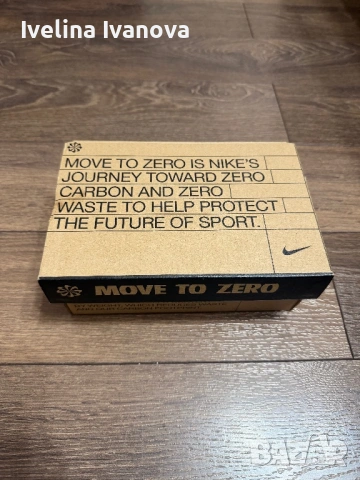 Ivelina Ivanova
MOVE TO ZERO IS NIKE'S
JOURNEY TOWARD ZERO
CARBON AND ZERO
WASTE TO HELP PROTECT
THE FUTURE OF SPORT.
MOVE TO ZERO
BAZAR